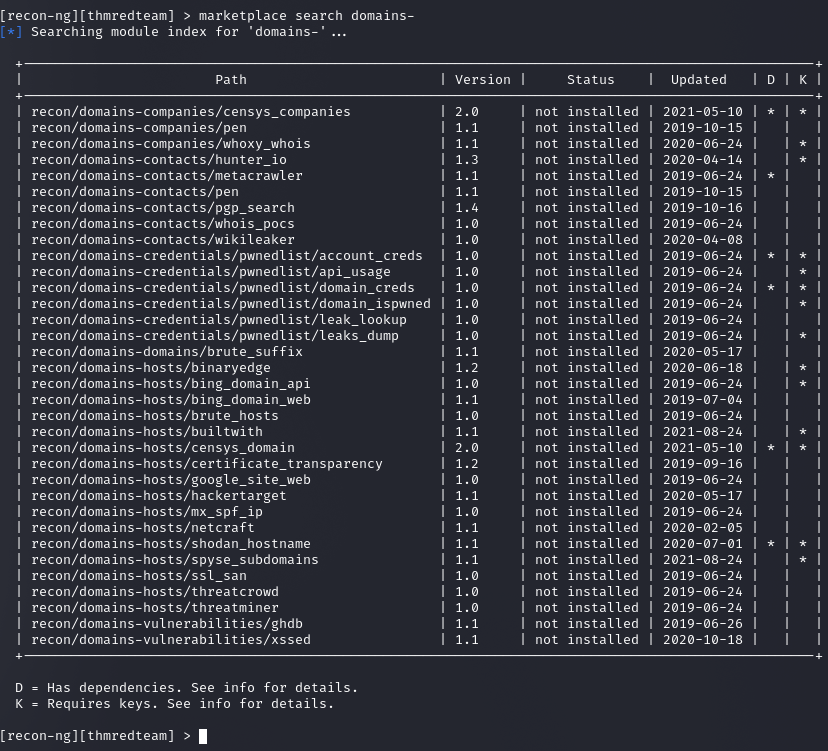 [recon-ng][thmredteam] > marketplace search domains-
[*] Searching module index for 'domains-'...
| Path | Version | Status | Updated | D | K |
| recon/domains-companies/censys_companies | 2.0 | not installed | 2021-05-10 | * | * |
| recon/domains-companies/pen | 1.1 | not installed | 2019-10-15 | | |
| recon/domains-companies/whoxy_whois | 1.1 | not installed | 2020-06-24 | | * |
| recon/domains-contacts/hunter_io | 1.3 | not installed | 2020-04-14 | | * |
| recon/domains-contacts/metacrawler | 1.1 | not installed | 2019-06-24 | * | |
| recon/domains-contacts/pen | 1.1 | not installed | 2019-10-15 | | |
| recon/domains-contacts/pgp_search | 1.4 | not installed | 2019-10-16 | | |
| recon/domains-contacts/whois_pocs | 1.0 | not installed | 2019-06-24 | | |
| recon/domains-contacts/wikileaker | 1.0 | not installed | 2020-04-08 | | |
| recon/domains-credentials/pwnedlist/account_creds | 1.0 | not installed | 2019-06-24 | * | * |
| recon/domains-credentials/pwnedlist/api_usage | 1.0 | not installed | 2019-06-24 | | * |
| recon/domains-credentials/pwnedlist/domain_creds | 1.0 | not installed | 2019-06-24 | * | * |
| recon/domains-credentials/pwnedlist/domain_ispwned | 1.0 | not installed | 2019-06-24 | | * |
| recon/domains-credentials/pwnedlist/leak_lookup | 1.0 | not installed | 2019-06-24 | | |
| recon/domains-credentials/pwnedlist/leaks_dump | 1.0 | not installed | 2019-06-24 | | * |
| recon/domains-domains/brute_suffix | 1.1 | not installed | 2020-05-17 | | |
| recon/domains-hosts/binaryedge | 1.2 | not installed | 2020-06-18 | | * |
| recon/domains-hosts/bing_domain_api | 1.0 | not installed | 2019-06-24 | | * |
| recon/domains-hosts/bing_domain_web | 1.1 | not installed | 2019-07-04 | | |
| recon/domains-hosts/brute_hosts | 1.0 | not installed | 2019-06-24 | | |
| recon/domains-hosts/builtwith | 1.1 | not installed | 2021-08-24 | | * |
| recon/domains-hosts/censys_domain | 2.0 | not installed | 2021-05-10 | * | * |
| recon/domains-hosts/certificate_transparency | 1.2 | not installed | 2019-09-16 | | |
| recon/domains-hosts/google_site_web | 1.0 | not installed | 2019-06-24 | | |
| recon/domains-hosts/hackertarget | 1.1 | not installed | 2020-05-17 | | |
| recon/domains-hosts/mx_spf_ip | 1.0 | not installed | 2019-06-24 | | |
| recon/domains-hosts/netcraft | 1.1 | not installed | 2020-02-05 | | |
| recon/domains-hosts/shodan_hostname | 1.1 | not installed | 2020-07-01 | * | * |
| recon/domains-hosts/spyse_subdomains | 1.1 | not installed | 2021-08-24 | | * |
| recon/domains-hosts/ssl_san | 1.0 | not installed | 2019-06-24 | | |
| recon/domains-hosts/threatcrowd | 1.0 | not installed | 2019-06-24 | | |
| recon/domains-hosts/threatminer | 1.0 | not installed | 2019-06-24 | | |
| recon/domains-vulnerabilities/ghdb | 1.1 | not installed | 2019-06-26 | | |
| recon/domains-vulnerabilities/xssed | 1.1 | not installed | 2020-10-18 | | |
D = Has dependencies. See info for details.
K = Requires keys. See info for details.
[recon-ng][thmredteam] >